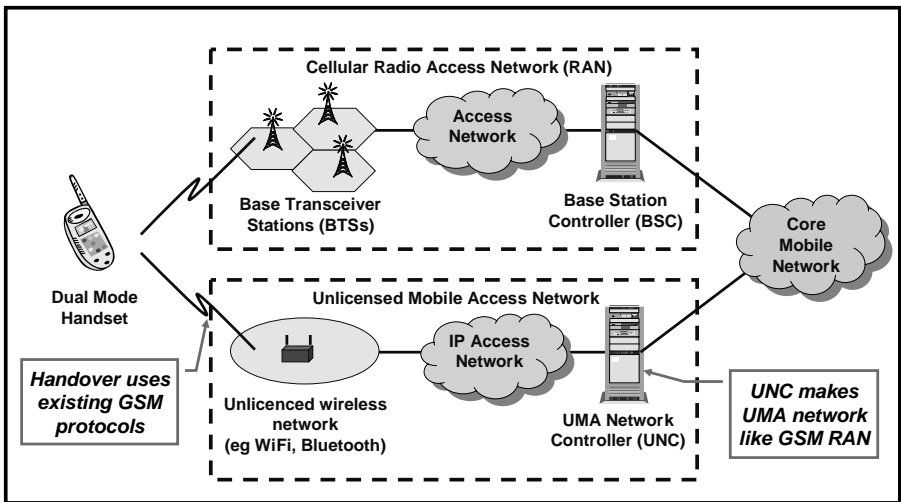 Cellular Radio Access Network (RAN)
Access
Network
Base Transceiver
Stations (BTSs)
Base Station
Controller (BSC)
Core
Mobile
Network
Dual Mode
Handset
Unlicensed Mobile Access Network
IP Access
Network
Handover uses
existing GSM
protocols
Unlicenced wireless
network
(eg WiFi, Bluetooth)
UMA Network
Controller (UNC)
UNC makes
UMA network
like GSM RAN